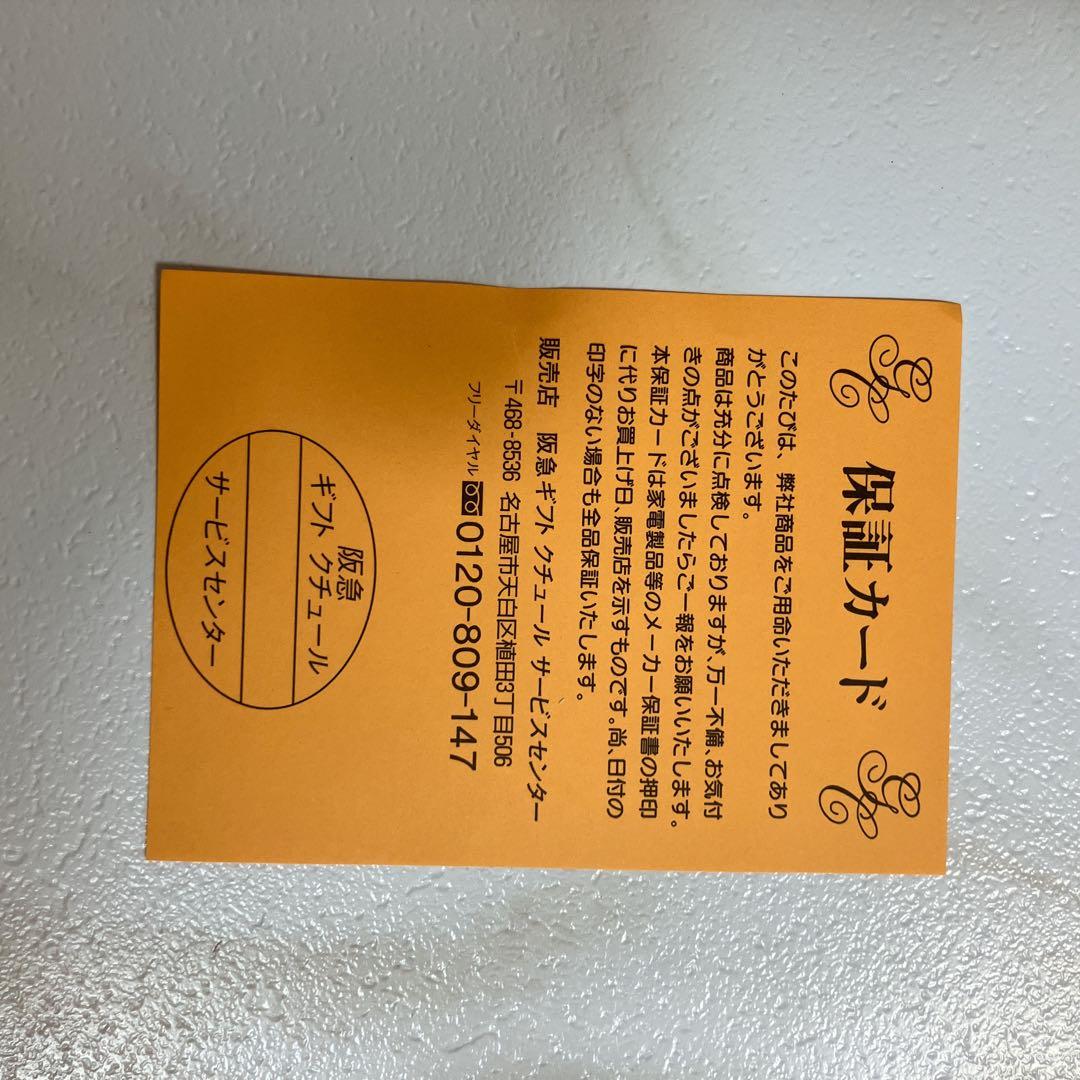 保証カード
このたびは、弊社商品をご用命いただきましてあり
がとうございます。
商品は充分に点検しておりますが、万一不備、お気付
きの点がございましたらご一報をお願いいたします。
本保証カードは家電製品等のメーカー保証書の押印
に代りお買上げ日、販売店を示すものです。尚、日付の
印字のない場合も全品保証いたします。
販売店 阪急 ギフト クチュール サービスセンター
〒468-8536 名古屋市天白区植田3丁目506
フリーダイヤル 0120-809-147
阪急
ギフト クチュール
サービスセンター